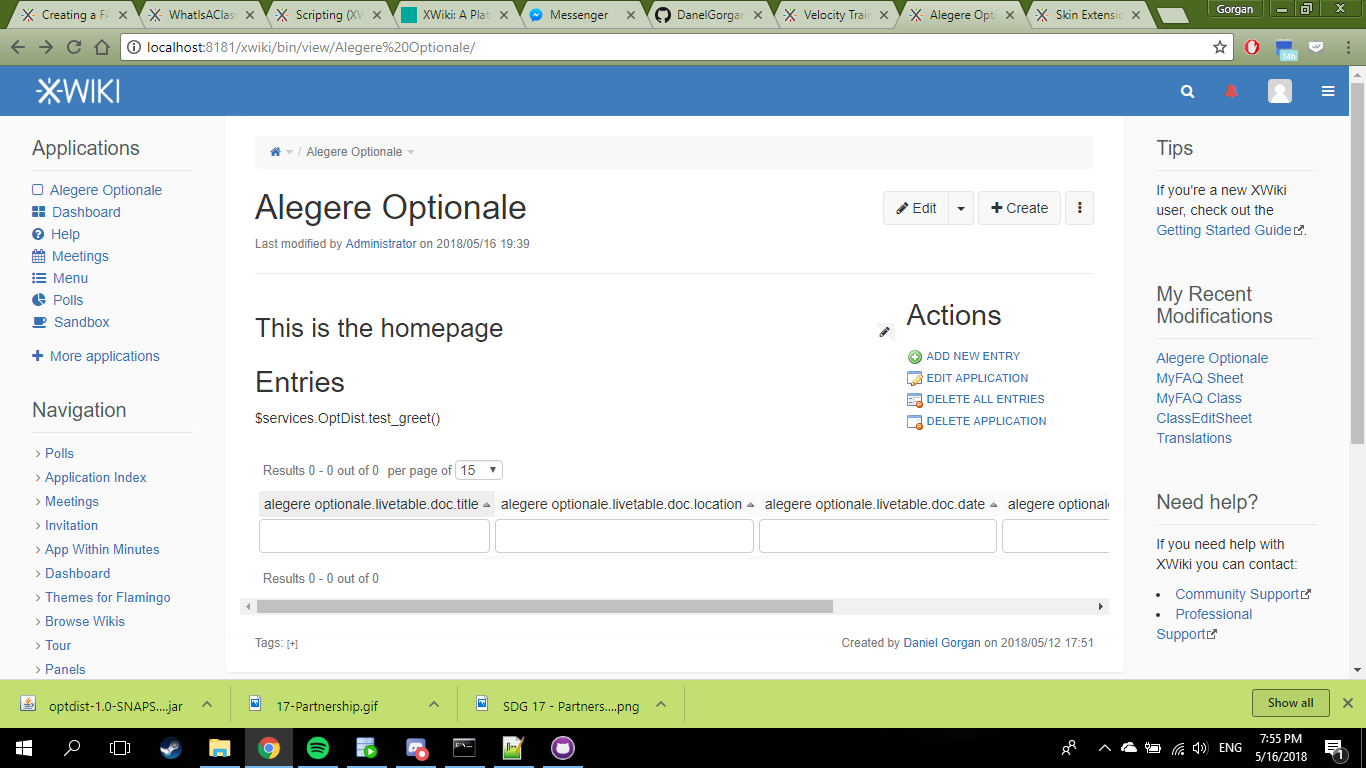 Creating a FA
WhatIsAClas
Scripting (XW
XWiki: A Plat
Messenger
DanelGorgan
Velocity Train
Alegere Opti
Skin Extensio
Gorgan
localhost:8181/xwiki/bin/view/Alegere%20Optionale/
14h
X-WIKI
Applications
Alegere Optionale
Dashboard
Help
Meetings
Menu
Polls
Sandbox
More applications
Navigation
Polls
Application Index
Meetings
Invitation
App Within Minutes
Dashboard
Themes for Flamingo
Browse Wikis
Tour
Panels
/ Alegere Optionale
Alegere Optionale
Edit
Create
Last modified by Administrator on 2018/05/16 19:39
This is the homepage
Entries
$services.OptDist.test_greet()
Actions
ADD NEW ENTRY
EDIT APPLICATION
DELETE ALL ENTRIES
DELETE APPLICATION
Results 0 - 0 out of 0 per page of 15
alegere optionale.livetable.doc.title
alegere optionale.livetable.doc.location
alegere optionale.livetable.doc.date
alegere optionale
Results 0 - 0 out of 0
Tags: [+]
Created by Daniel Gorgan on 2018/05/12 17:51
Tips
If you're a new XWiki
user, check out the
Getting Started Guide.
My Recent
Modifications
Alegere Optionale
MyFAQ Sheet
MyFAQ Class
ClassEditSheet
Translations
Need help?
If you need help with
XWiki you can contact:
• Community Support
• Professional
Support
optdist-1.0-SNAPS....jar
17-Partnership.gif
SDG 17 - Partners....png
Show all
ENG
7:55 PM
5/16/2018
1